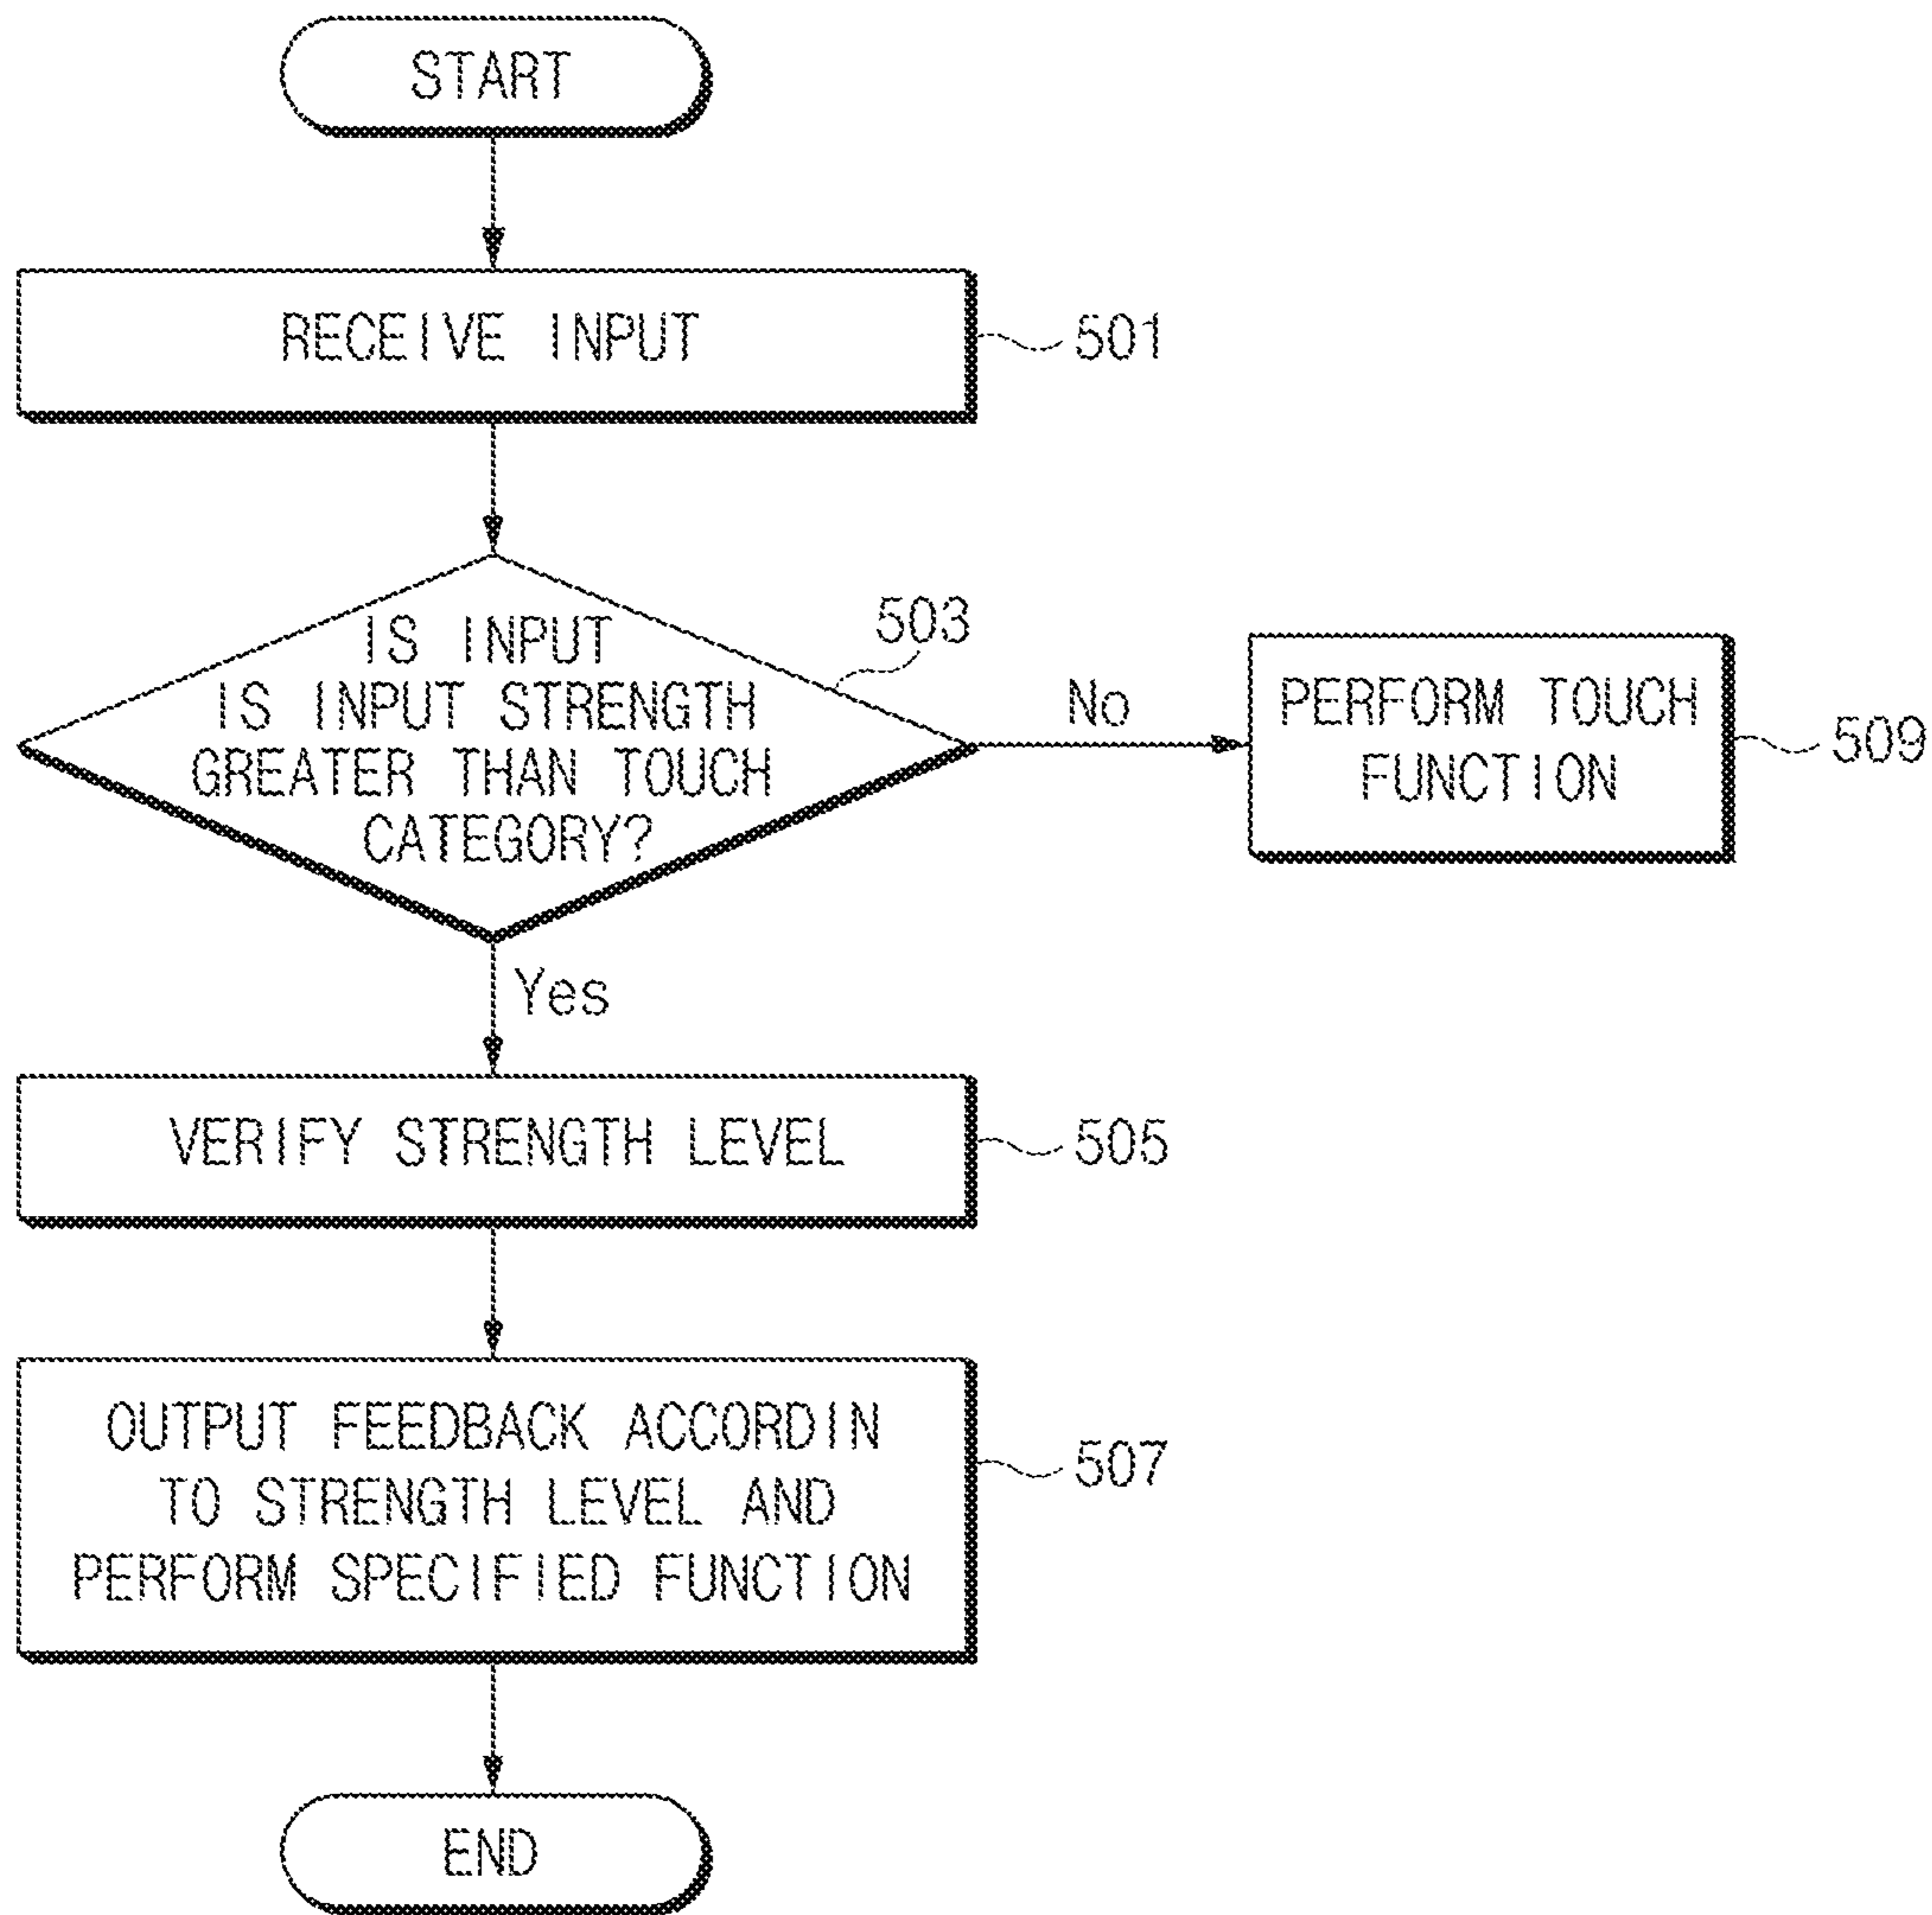 START
RECEIVE INPUT
501
IS INPUT
IS INPUT STRENGTH
GREATER THAN TOUCH
CATEGORY?
503
No
PERFORM TOUCH
FUNCTION
509
Yes
VERIFY STRENGTH LEVEL
505
OUTPUT FEEDBACK ACCORDIN
TO STRENGTH LEVEL AND
PERFORM SPECIFIED FUNCTION
507
END